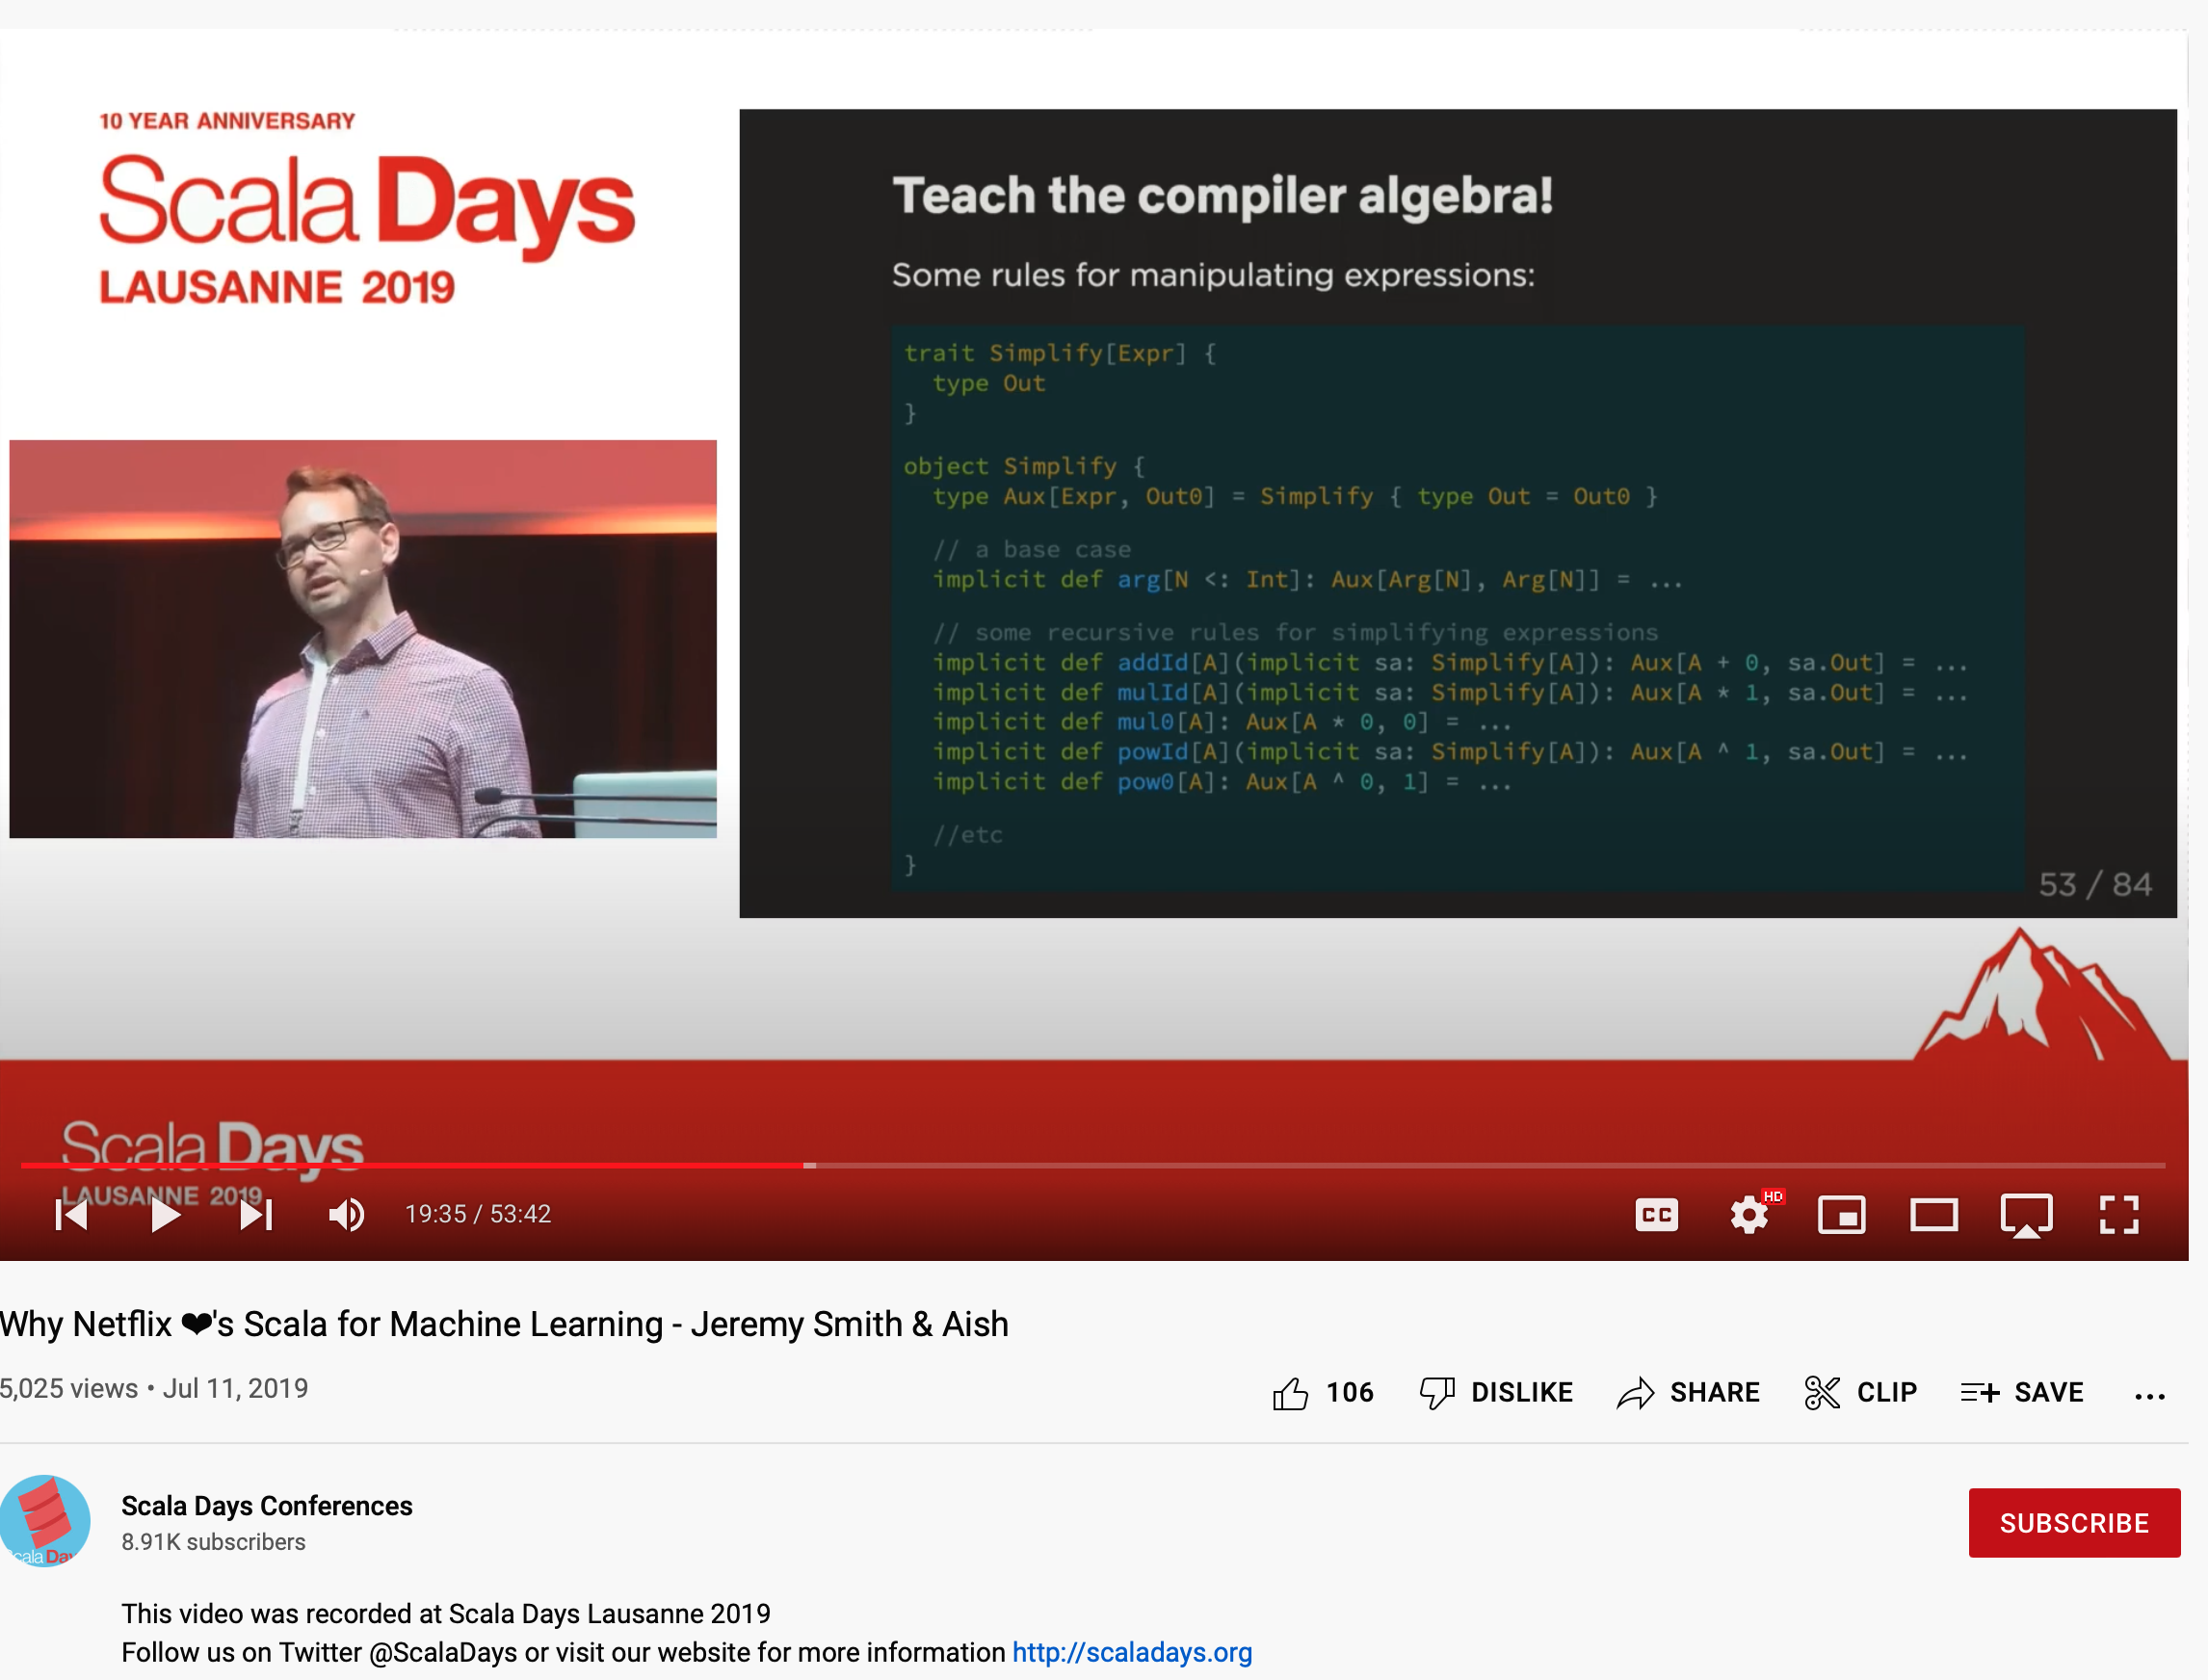 10 YEAR ANNIVERSARY
Scala Days
LAUSANNE 2019
Teach the compiler algebra!
Some rules for manipulating expressions:
trait Simplify[Expr] {
  type Out
}
object Simplify {
  type Aux[Expr, Out0] = Simplify { type Out = Out0 }
  // a base case
  implicit def arg[N <: Int]: Aux[Arg[N], Arg[N]] = ...
  // some recursive rules for simplifying expressions
  implicit def addId[A](implicit sa: Simplify[A]): Aux[A + 0, sa.Out] = ...
  implicit def mulId[A](implicit sa: Simplify[A]): Aux[A * 1, sa.Out] = ...
  implicit def mul0[A]: Aux[A * 0, 0] = ...
  implicit def powId[A](implicit sa: Simplify[A]): Aux[A ^ 1, sa.Out] = ...
  implicit def pow0[A]: Aux[A ^ 0, 1] = ...
  //etc
}
53 / 84
Scala Days
LAUSANNE 2019
19:35 / 53:42
CC
HD
Why Netflix ❤'s Scala for Machine Learning - Jeremy Smith & Aish
5,025 views • Jul 11, 2019
106
DISLIKE
SHARE
CLIP
SAVE
...
Scala Days Conferences
8.91K subscribers
SUBSCRIBE
cala Day
This video was recorded at Scala Days Lausanne 2019
Follow us on Twitter @ScalaDays or visit our website for more information http://scaladays.org